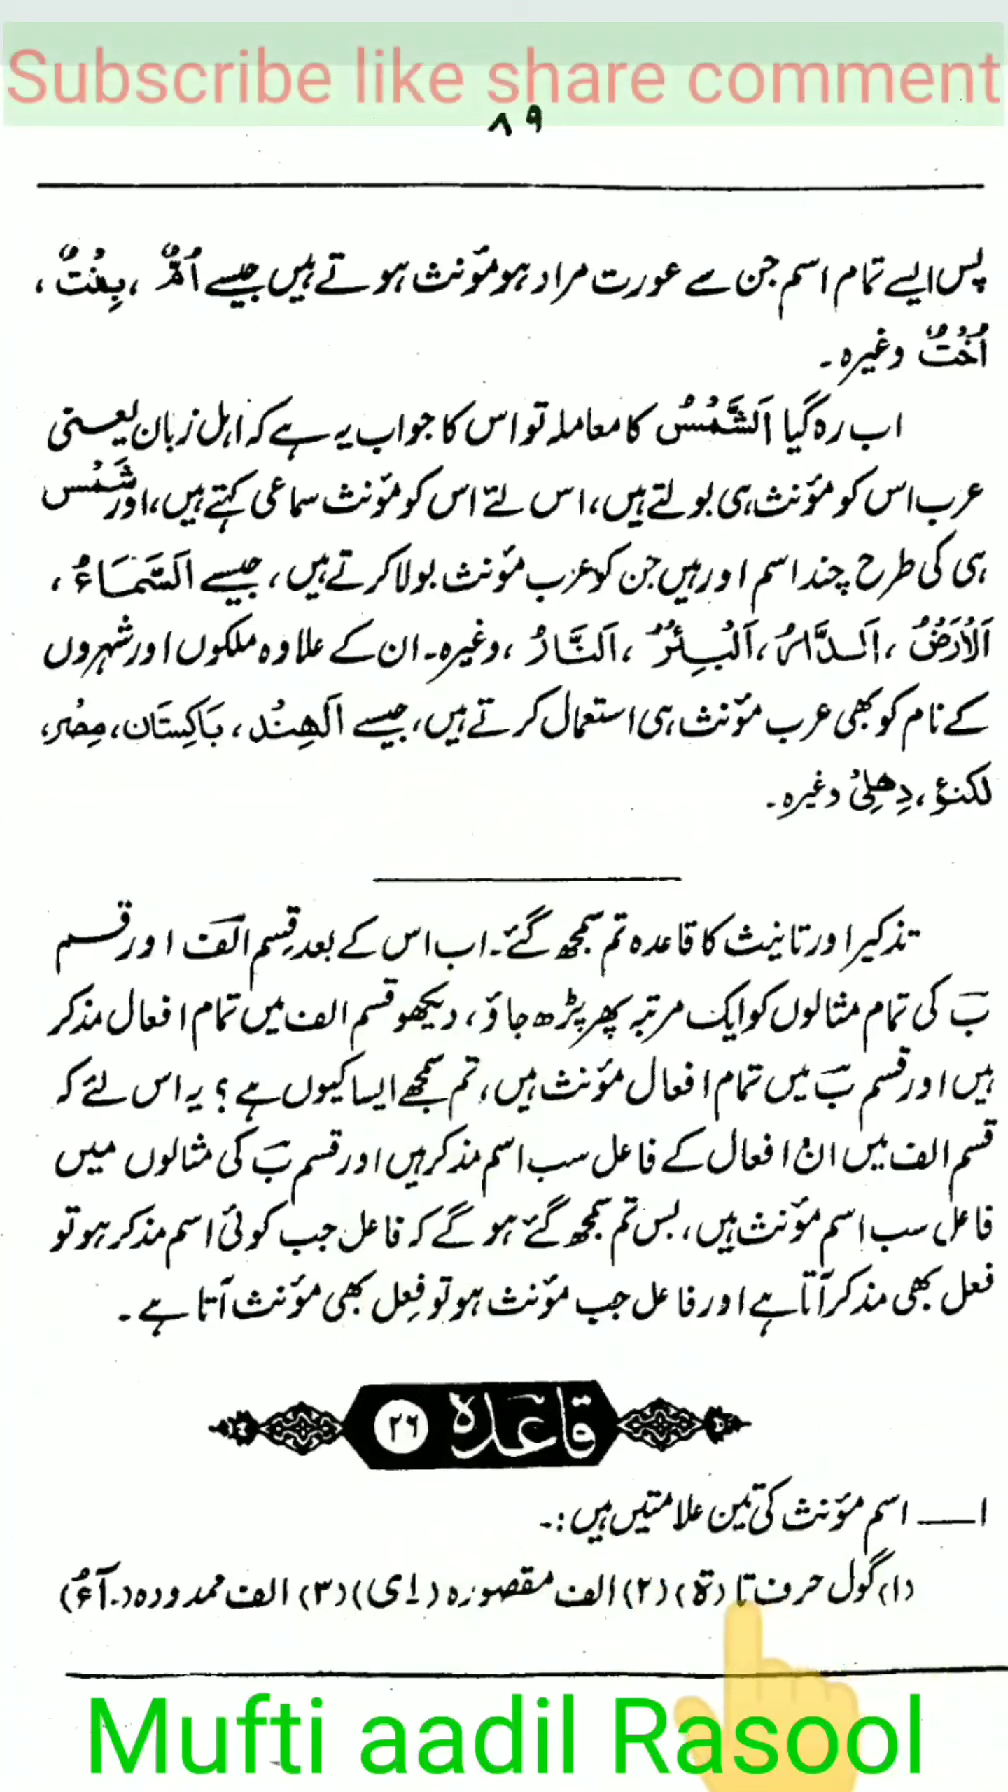 Subscribe like share comment
۸۹
پس ایسے تمام اسم جن سے عورت مراد ہو مؤنث ہوتے ہیں جیسے اُمٌّ ، بِنْتٌ ،
اُخْتٌ وغیرہ ۔
اب رہ گیا اَلشَّمْسُ کا معاملہ تو اس کا جواب یہ ہے کہ اہل زبان یعنی
عرب اس کو مؤنث ہی بولتے ہیں، اس لئے اس کو مؤنث سماعی کہتے ہیں، اور شَمْس
ہی کی طرح چند اسم اور ہیں جن کو عرب مؤنث بولا کرتے ہیں ، جیسے اَلسَّمَاءُ ،
اَلْاَرْضُ ، اَلدَّارُ ، اَلْبِئْرُ ، اَلنَّارُ ، وغیرہ ۔ ان کے علاوہ ملکوں اور شہروں
کے نام کو بھی عرب مؤنث ہی استعمال کرتے ہیں ، جیسے اَلْهِنْد ، بَاکِسْتَان ، مِصْر ،
لکنؤ ، دِهلِیُ وغیرہ ۔
تذکیر اور تانیث کا قاعدہ تم سمجھ گئے ۔ اب اس کے بعد قِسم الف اور قسم
بَ کی تمام مثالوں کو ایک مرتبہ پھر پڑھ جاؤ ، دیکھو قسم الف میں تمام افعال مذکر
ہیں اور قسم بَ میں تمام افعال مؤنث ہیں ، تم سمجھے ایسا کیوں ہے ؟ یہ اس لئے کہ
قسم الف میں ان افعال کے فاعل سب اسم مذکر ہیں اور قسم بَ کی مثالوں میں
فاعل سب اسم مؤنث ہیں ، بس تم سمجھ گئے ہو گے کہ فاعل جب کوئی اسم مذکر ہو تو
فعل بھی مذکر آتا ہے اور فاعل جب مؤنث ہو تو فِعل بھی مؤنث آتا ہے ۔
قاعدہ ۲۶
۱ــــ اسم مؤنث کی تین علامتیں ہیں :۔
(۱) گول حرف تا (ة) (۲) الف مقصورہ (اِی) (۳) الف ممدودہ (۔آءُ)
Mufti aadil Rasool